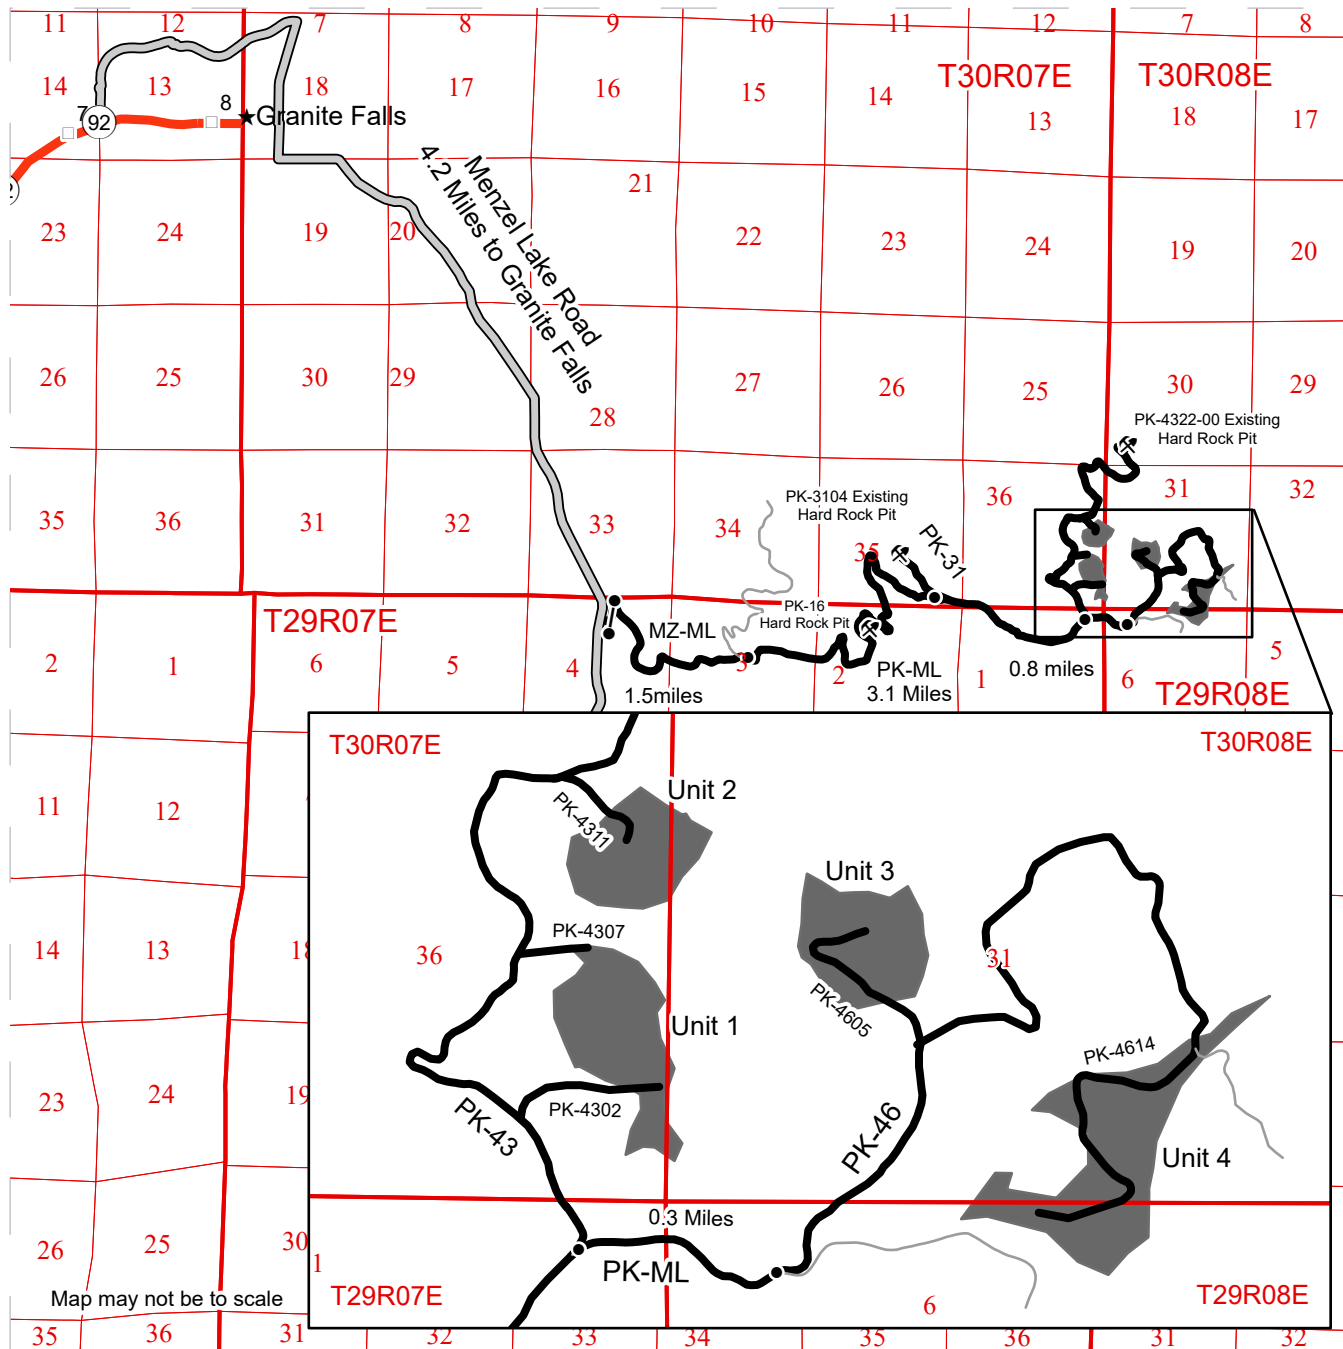 11
12
7
8
9
10
11
12
7
8
T30R07E
T30R08E
14
13
18
17
16
15
14
13
18
17
7
92
8
Granite Falls
Menzel Lake Road
4.2 Miles to Granite Falls
23
24
19
20
21
22
23
24
19
20
26
25
30
29
28
27
26
25
30
29
PK-4322-00 Existing
Hard Rock Pit
35
36
31
32
33
34
PK-3104 Existing
Hard Rock Pit
35
PK-31
36
31
32
T29R07E
MZ-ML
PK-16
Hard Rock Pit
2
1
6
5
4
3
2
PK-ML
3.1 Miles
1
0.8 miles
6
5
1.5miles
T29R08E
T30R07E
T30R08E
11
12
Unit 2
PK-4311
Unit 3
14
13
18
36
PK-4307
31
PK-4605
Unit 1
PK-4614
23
24
19
PK-4302
PK-43
PK-46
Unit 4
0.3 Miles
26
25
30
1
PK-ML
T29R07E
6
T29R08E
Map may not be to scale
35
36
31
32
33
34
35
36
31
32